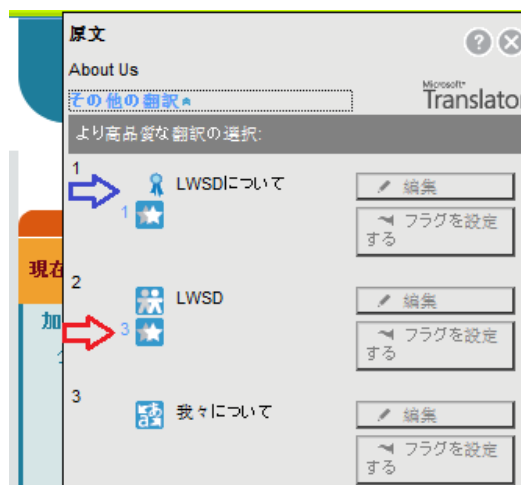 原文
About Us
その他の翻訳
Microsoft®
Translator
より高品質な翻訳の選択:
1
LWSDについて
編集
1
フラグを設定
する
現在
2
LWSD
編集
加
3
フラグを設定
する
3
我々について
編集
フラグを設定
する